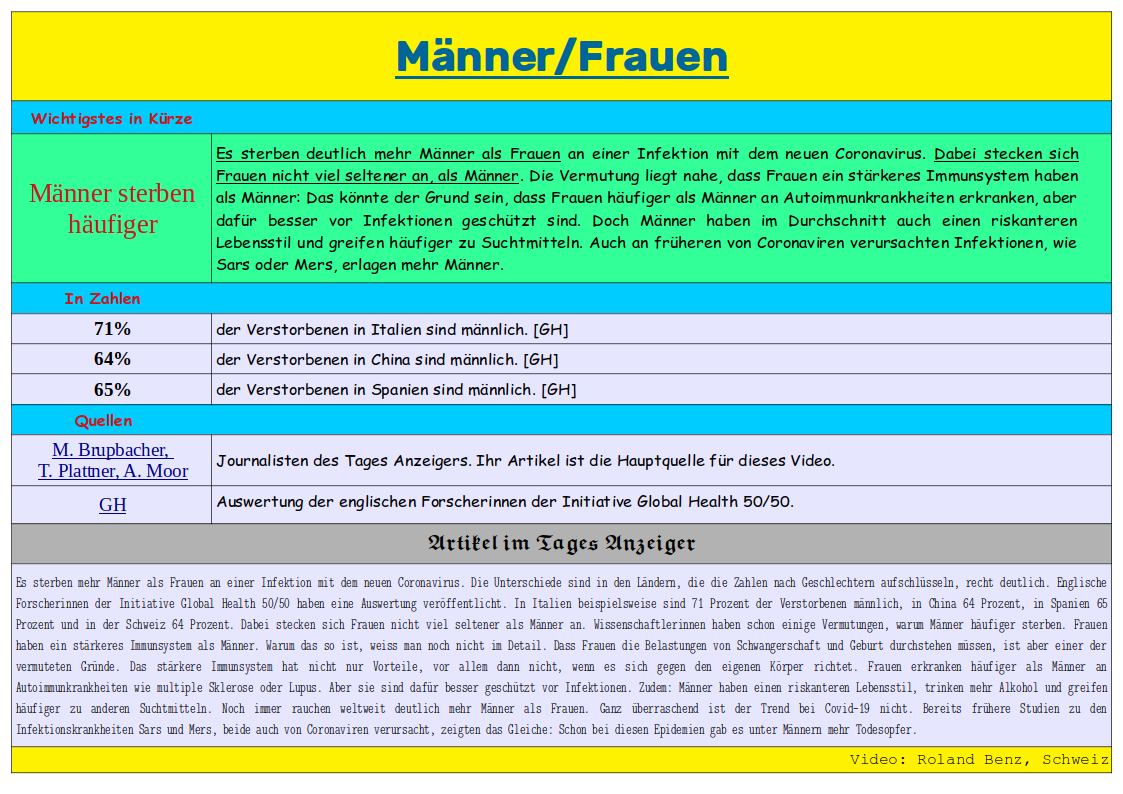 Männer/Frauen
Wichtigstes in Kürze
Männer sterben
häufiger
Es sterben deutlich mehr Männer als Frauen an einer Infektion mit dem neuen Coronavirus. Dabei stecken sich
Frauen nicht viel seltener an, als Männer. Die Vermutung liegt nahe, dass Frauen ein stärkeres Immunsystem haben
als Männer: Das könnte der Grund sein, dass Frauen häufiger als Männer an Autoimmunkrankheiten erkranken, aber
dafür besser vor Infektionen geschützt sind. Doch Männer haben im Durchschnitt auch einen riskanteren
Lebensstil und greifen häufiger zu Suchtmitteln. Auch an früheren von Coronaviren verursachten Infektionen, wie
Sars oder Mers, erlagen mehr Männer.
In Zahlen
71% der Verstorbenen in Italien sind männlich. [GH]
64% der Verstorbenen in China sind männlich. [GH]
65% der Verstorbenen in Spanien sind männlich. [GH]
Quellen
M. Brupbacher,
T. Plattner, A. Moor
Journalisten des Tages Anzeigers. Ihr Artikel ist die Hauptquelle für dieses Video.
GH Auswertung der englischen Forscherinnen der Initiative Global Health 50/50.
Artikel im Tages Anzeiger
Es sterben mehr Männer als Frauen an einer Infektion mit dem neuen Coronavirus. Die Unterschiede sind in den Ländern, die die Zahlen nach Geschlechtern aufschlüsseln, recht deutlich. Englische
Forscherinnen der Initiative Global Health 50/50 haben eine Auswertung veröffentlicht. In Italien beispielsweise sind 71 Prozent der Verstorbenen männlich, in China 64 Prozent, in Spanien 65
Prozent und in der Schweiz 64 Prozent. Dabei stecken sich Frauen nicht viel seltener als Männer an. Wissenschaftlerinnen haben schon einige Vermutungen, warum Männer häufiger sterben. Frauen
haben ein stärkeres Immunsystem als Männer. Warum das so ist, weiss man noch nicht im Detail. Dass Frauen die Belastungen von Schwangerschaft und Geburt durchstehen müssen, ist aber einer der
vermuteten Gründe. Das stärkere Immunsystem hat nicht nur Vorteile, vor allem dann nicht, wenn es sich gegen den eigenen Körper richtet. Frauen erkranken häufiger als Männer an
Autoimmunkrankheiten wie multiple Sklerose oder Lupus. Aber sie sind dafür besser geschützt vor Infektionen. Zudem: Männer haben einen riskanteren Lebensstil, trinken mehr Alkohol und greifen
häufiger zu anderen Suchtmitteln. Noch immer rauchen weltweit deutlich mehr Männer als Frauen. Ganz überraschend ist der Trend bei Covid-19 nicht. Bereits frühere Studien zu den
Infektionskrankheiten Sars und Mers, beide auch von Coronaviren verursacht, zeigten das Gleiche: Schon bei diesen Epidemien gab es unter Männern mehr Todesopfer.
Video: Roland Benz, Schweiz